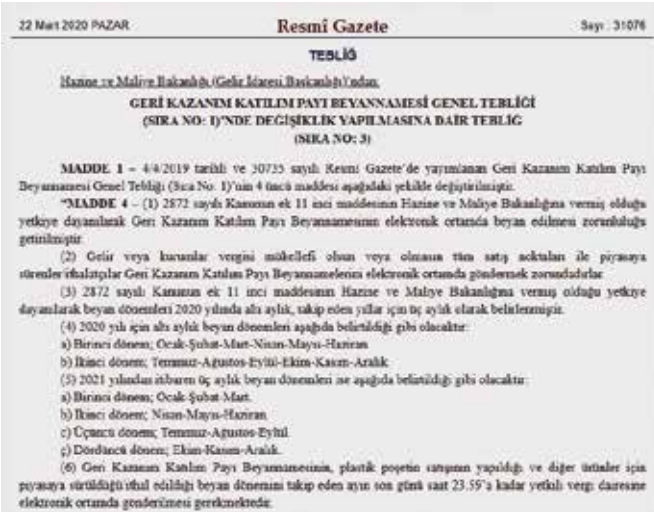 22 Mart 2020 PAZAR
Resmî Gazete
Sayı : 31076
TEBLİĞ
Hazine ve Maliye Bakanlığı (Gelir İdaresi Başkanlığı)'ndan:
GERİ KAZANIM KATILIM PAYI BEYANNAMESİ GENEL TEBLİĞİ
(SIRA NO: 1)'NDE DEĞİŞİKLİK YAPILMASINA DAİR TEBLİĞ
(SIRA NO: 3)
MADDE 1 – 4/4/2019 tarihli ve 30735 sayılı Resmî Gazete'de yayımlanan Geri Kazanım Katılım Payı
Beyannamesi Genel Tebliği (Sıra No: 1)'nin 4 üncü maddesi aşağıdaki şekilde değiştirilmiştir.
"MADDE 4 – (1) 2872 sayılı Kanunun ek 11 inci maddesinin Hazine ve Maliye Bakanlığına vermiş olduğu
yetkiye dayanılarak Geri Kazanım Katılım Payı Beyannamesinin elektronik ortamda beyan edilmesi zorunluluğu
getirilmiştir.
(2) Gelir veya kurumlar vergisi mükellefi olsun veya olmasın tüm satış noktaları ile piyasaya
sürenler/ithalatçılar Geri Kazanım Katılım Payı Beyannamelerini elektronik ortamda göndermek zorundadırlar.
(3) 2872 sayılı Kanunun ek 11 inci maddesinin Hazine ve Maliye Bakanlığına vermiş olduğu yetkiye
dayanılarak beyan dönemleri 2020 yılında altı aylık, takip eden yıllar için üç aylık olarak belirlenmiştir.
(4) 2020 yılı için altı aylık beyan dönemleri aşağıda belirtildiği gibi olacaktır:
a) Birinci dönem; Ocak-Şubat-Mart-Nisan-Mayıs-Haziran
b) İkinci dönem; Temmuz-Ağustos-Eylül-Ekim-Kasım-Aralık
(5) 2021 yılından itibaren üç aylık beyan dönemleri ise aşağıda belirtildiği gibi olacaktır:
a) Birinci dönem; Ocak-Şubat-Mart.
b) İkinci dönem; Nisan-Mayıs-Haziran.
c) Üçüncü dönem; Temmuz-Ağustos-Eylül.
ç) Dördüncü dönem; Ekim-Kasım-Aralık.
(6) Geri Kazanım Katılım Payı Beyannamesinin, plastik poşetin satışının yapıldığı ve diğer ürünler için
piyasaya sürüldüğü/ithal edildiği beyan dönemini takip eden ayın son günü saat 23.59'a kadar yetkili vergi dairesine
elektronik ortamda gönderilmesi gerekmektedir.